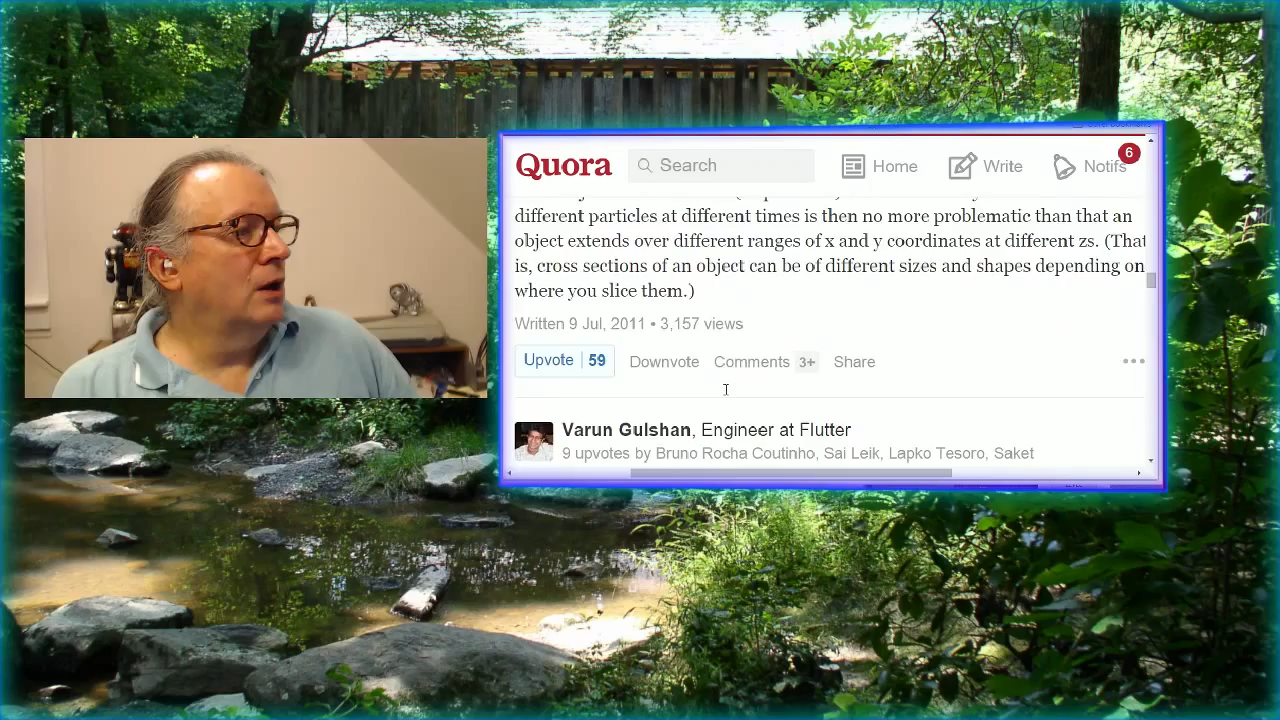 Quora
Search
Home
Write
Notifs
6
different particles at different times is then no more problematic than that an
object extends over different ranges of x and y coordinates at different zs. (That
is, cross sections of an object can be of different sizes and shapes depending on
where you slice them.)
Written 9 Jul, 2011 • 3,157 views
Upvote 59 Downvote Comments 3+ Share
Varun Gulshan, Engineer at Flutter
9 upvotes by Bruno Rocha Coutinho, Sai Leik, Lapko Tesoro, Saket